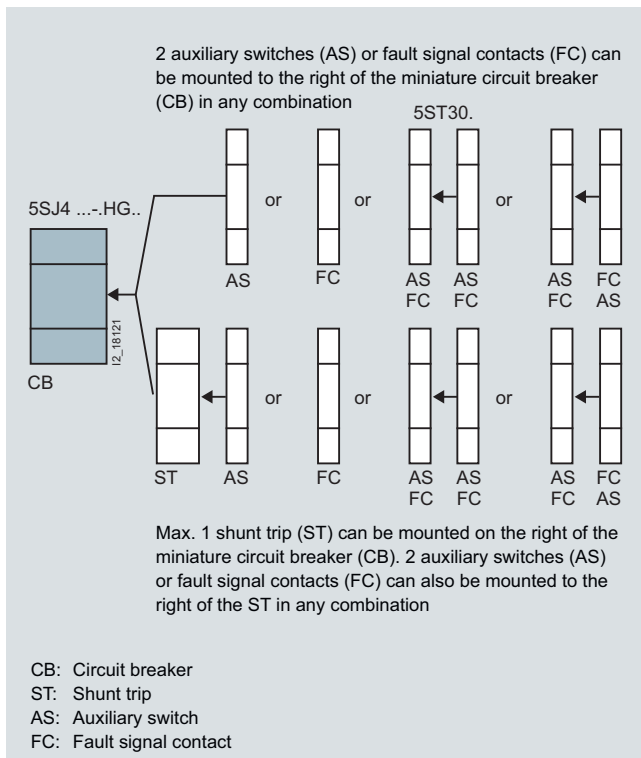 2 auxiliary switches (AS) or fault signal contacts (FC) can
be mounted to the right of the miniature circuit breaker
(CB) in any combination
5ST30.
5SJ4 ...-.HG..
or or or
AS FC AS AS AS FC
FC FC FC AS
I2_18121
CB
or or or
ST AS FC AS AS AS FC
FC FC FC AS
Max. 1 shunt trip (ST) can be mounted on the right of the
miniature circuit breaker (CB). 2 auxiliary switches (AS)
or fault signal contacts (FC) can also be mounted to the
right of the ST in any combination
CB: Circuit breaker
ST: Shunt trip
AS: Auxiliary switch
FC: Fault signal contact